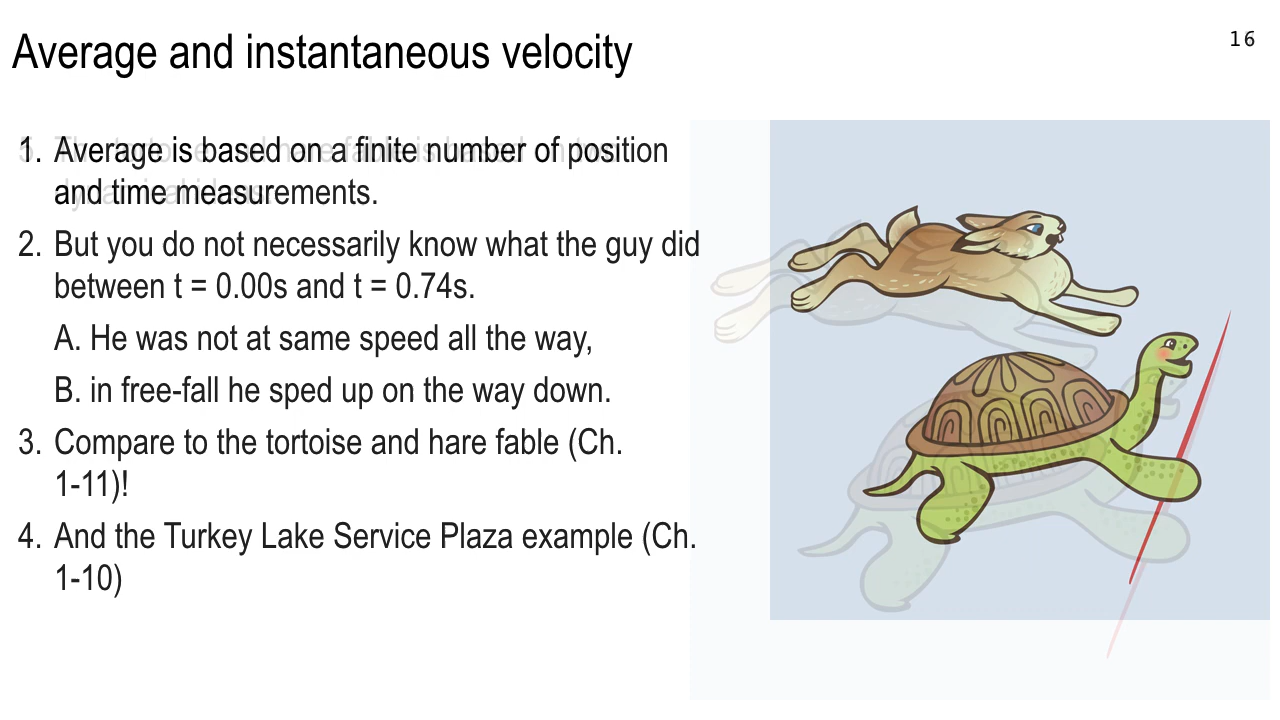 Average and instantaneous velocity
16
1. Average is based on a finite number of position
and time measurements.
2. But you do not necessarily know what the guy did
between t = 0.00s and t = 0.74s.
A. He was not at same speed all the way,
B. in free-fall he sped up on the way down.
3. Compare to the tortoise and hare fable (Ch.
1-11)!
4. And the Turkey Lake Service Plaza example (Ch.
1-10)